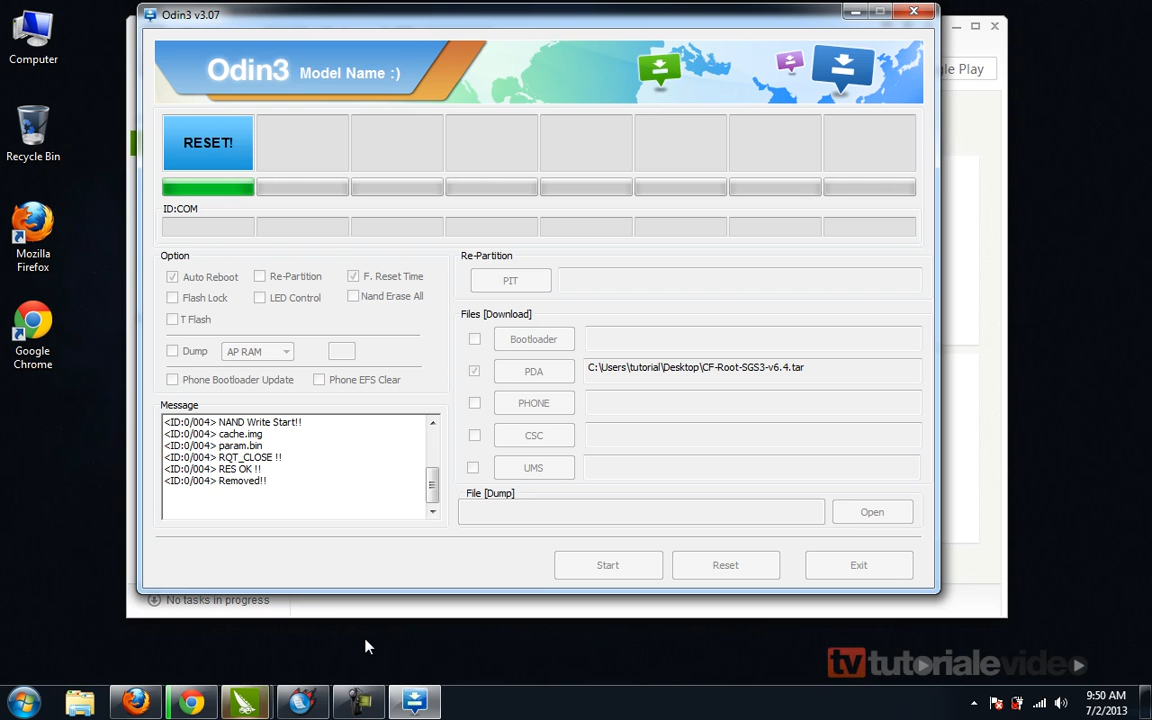 Odin3 v3.07
Computer
Recycle Bin
Mozilla
Firefox
Google
Chrome
Odin3 Model Name :)
gle Play
RESET!
ID:COM
Option
Auto Reboot
Re-Partition
F. Reset Time
Flash Lock
LED Control
Nand Erase All
T Flash
Dump
AP RAM
Phone Bootloader Update
Phone EFS Clear
Message
<ID:0/004> NAND Write Start!!
<ID:0/004> cache.img
<ID:0/004> param.bin
<ID:0/004> RQT_CLOSE !!
<ID:0/004> RES OK !!
<ID:0/004> Removed!!
Re-Partition
PIT
Files [Download]
Bootloader
PDA
C:\Users\tutorial\Desktop\CF-Root-SGS3-v6.4.tar
PHONE
CSC
UMS
File [Dump]
Open
Start
Reset
Exit
No tasks in progress
tv tutorialevideo
9:50 AM
7/2/2013